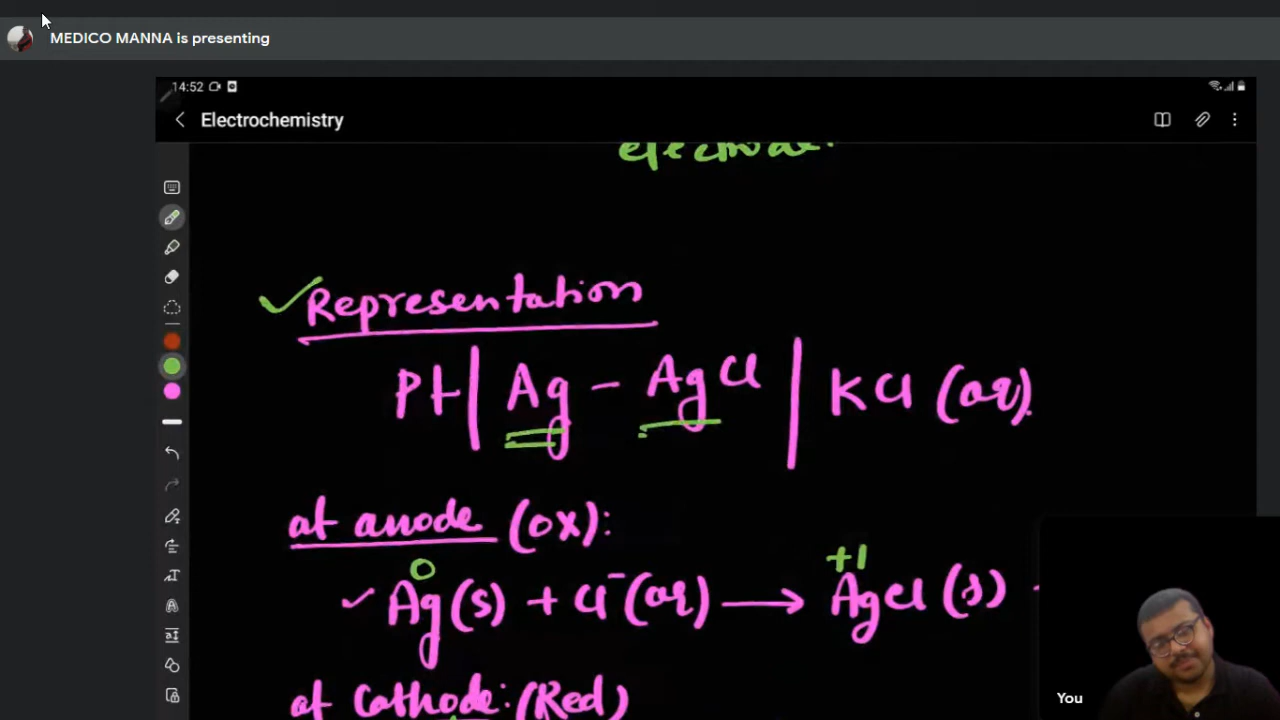 MEDICO MANNA is presenting
14:52
Electrochemistry
electrode.
Representation
Pt | Ag - AgCl | KCl (aq).
at anode (ox):
0 +1
Ag(s) + Cl⁻(aq) → AgCl(s)
at Cathode: (Red)
You